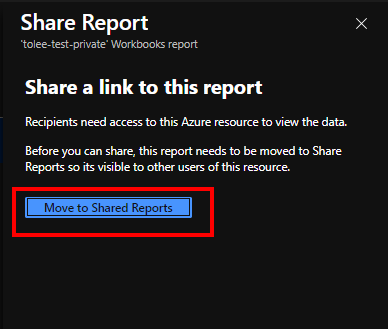 Share Report
'tolee-test-private' Workbooks report
Share a link to this report
Recipients need access to this Azure resource to view the data.
Before you can share, this report needs to be moved to Share
Reports so its visible to other users of this resource.
Move to Shared Reports